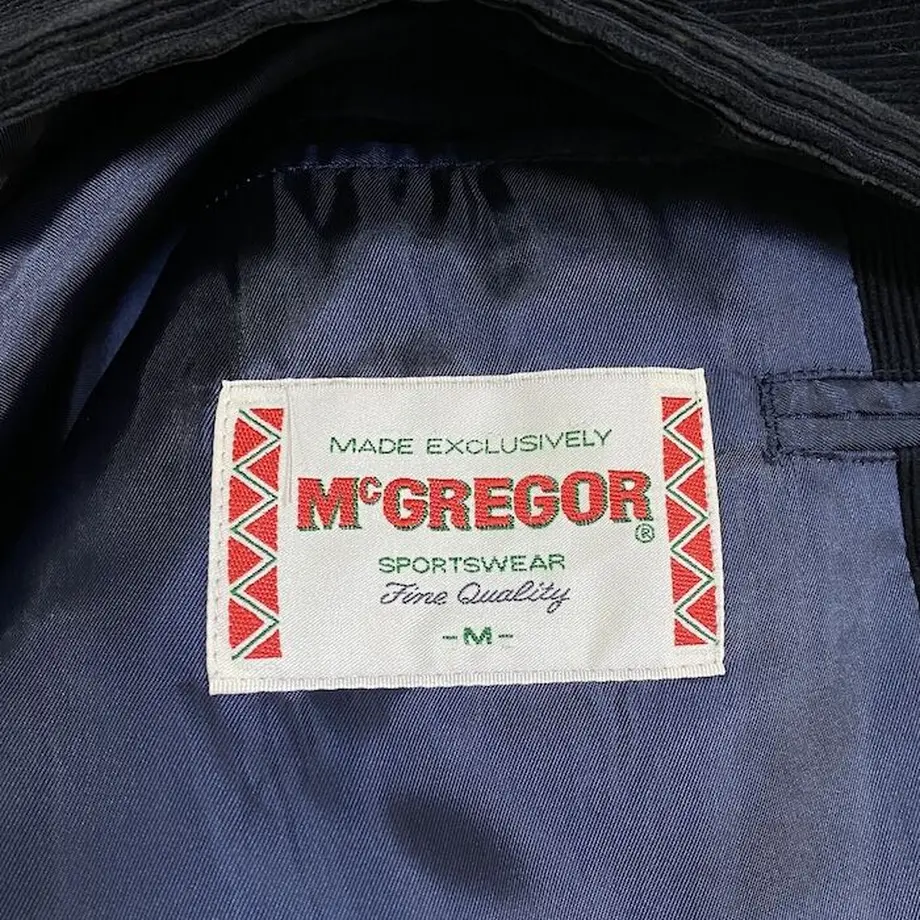 MADE EXCLUSIVELY
McGREGOR®
SPORTSWEAR
Fine Quality
-M-